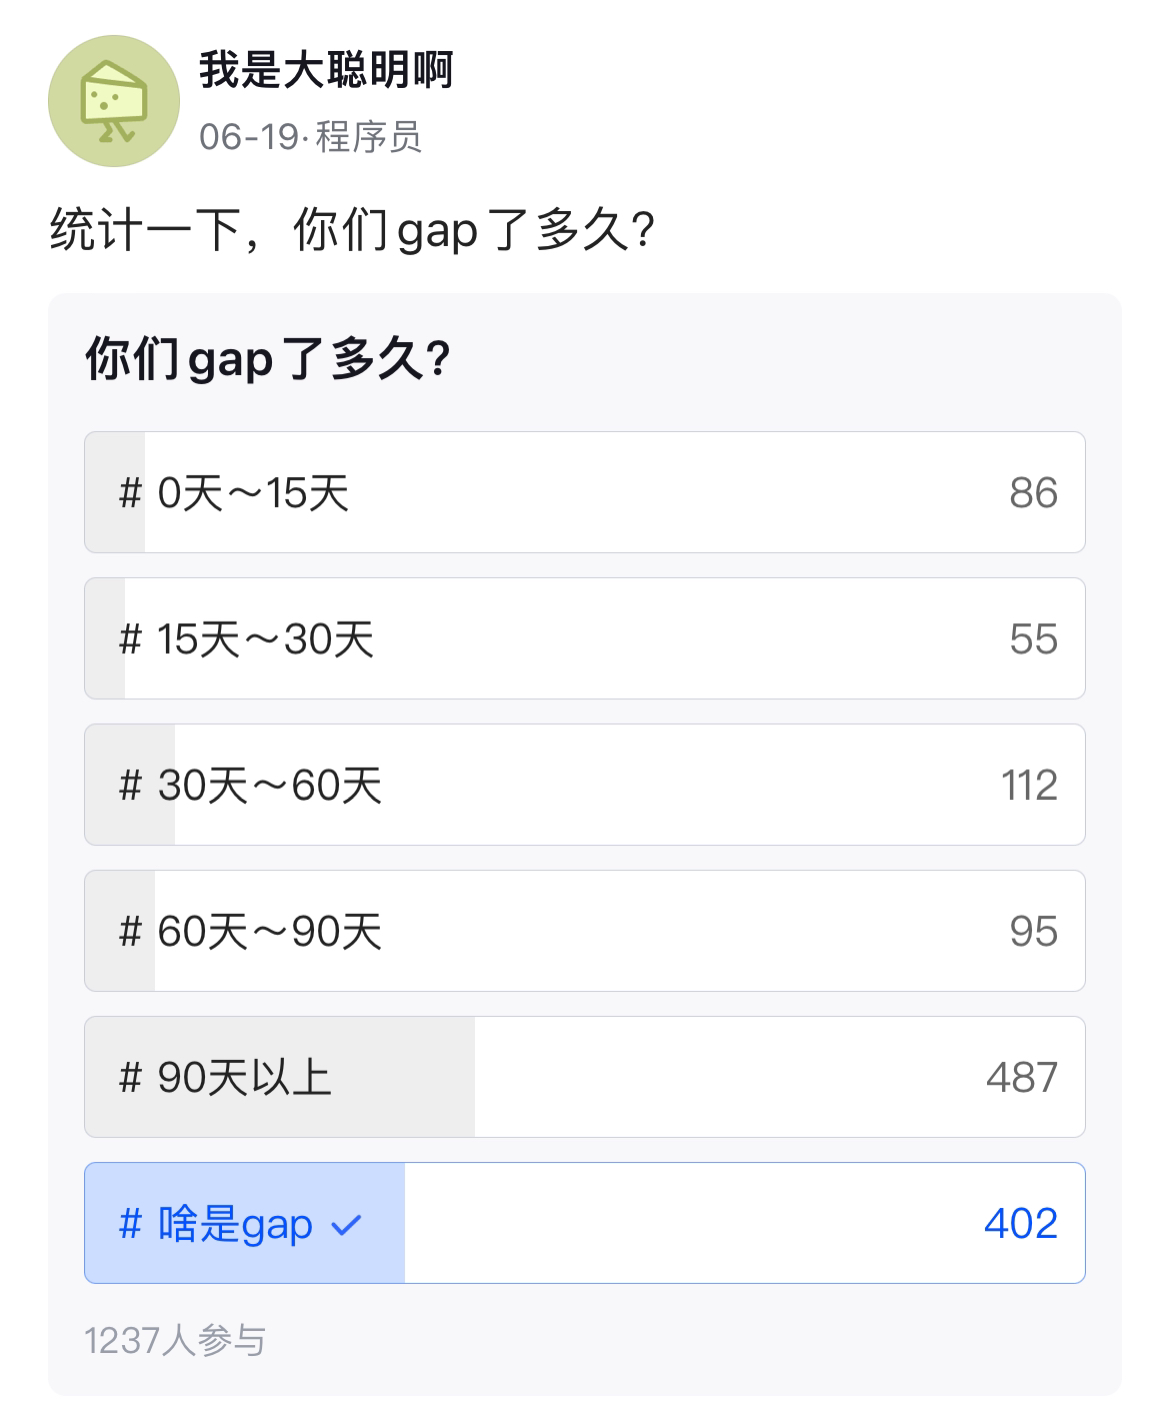 我是大聪明啊
06-19·程序员
统计一下，你们gap了多久？
你们gap了多久？
# 0天～15天 86
# 15天～30天 55
# 30天～60天 112
# 60天～90天 95
# 90天以上 487
# 啥是gap ✓ 402
1237人参与